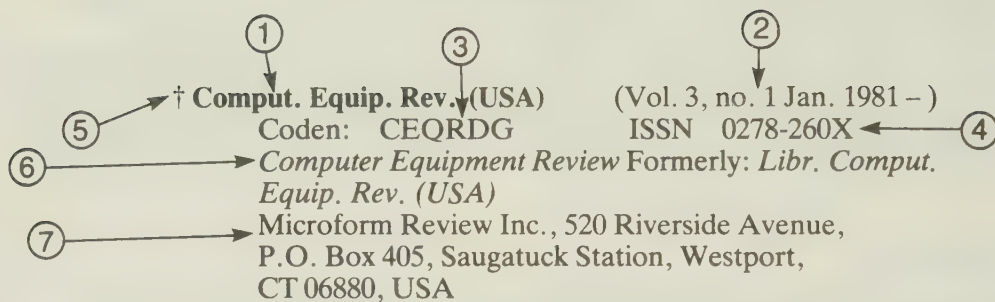 ① ② ③
† Comput. Equip. Rev. (USA) (Vol. 3, no. 1 Jan. 1981 – )
⑤ Coden: CEQRDG ISSN 0278-260X ④
⑥ Computer Equipment Review Formerly: Libr. Comput.
Equip. Rev. (USA)
⑦ Microform Review Inc., 520 Riverside Avenue,
P.O. Box 405, Saugatuck Station, Westport,
CT 06880, USA